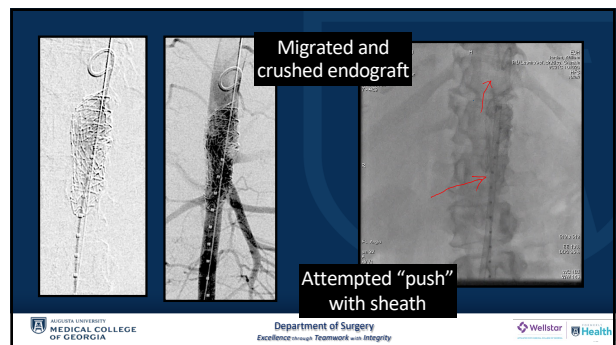 Migrated and
crushed endograft
Attempted “push”
with sheath
AUGUSTA UNIVERSITY
MEDICAL COLLEGE
OF GEORGIA
Department of Surgery
Excellence through Teamwork with Integrity
Wellstar
Health